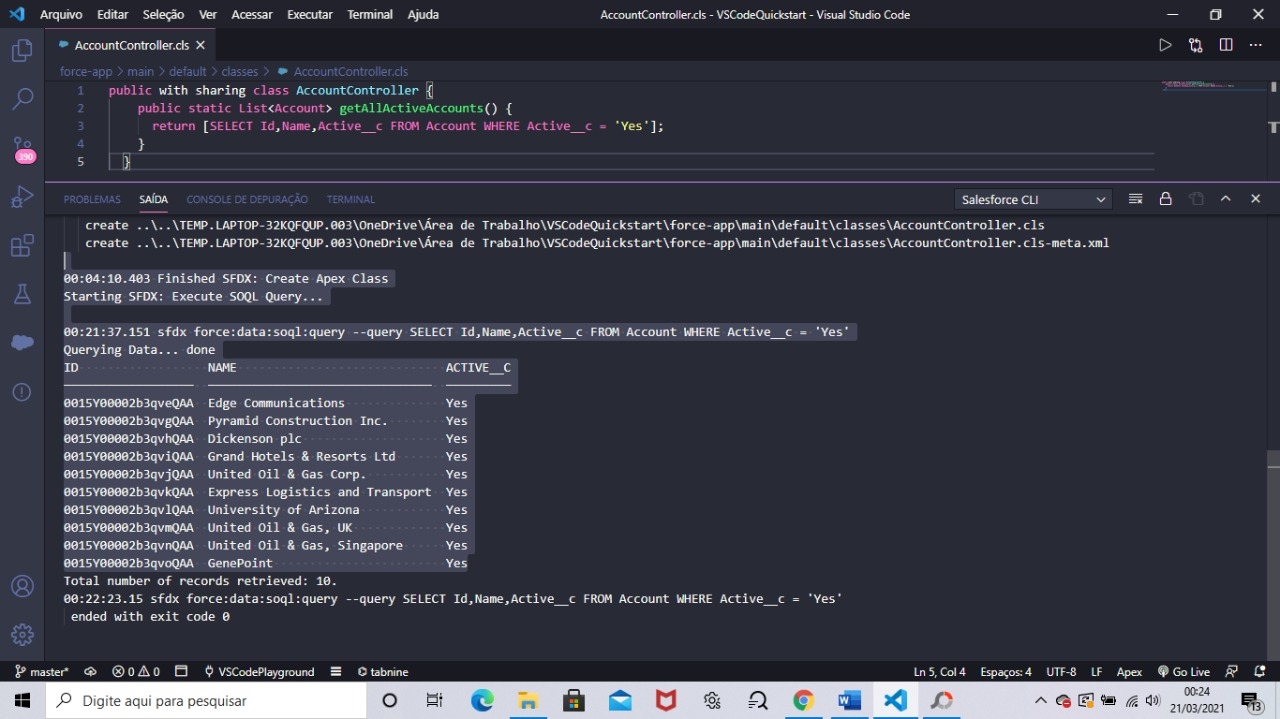 Arquivo Editar Seleção Ver Acessar Executar Terminal Ajuda
AccountController.cls - VSCodeQuickstart - Visual Studio Code
AccountController.cls
force-app > main > default > classes > AccountController.cls
1 public with sharing class AccountController {
2 public static List<Account> getAllActiveAccounts() {
3 return [SELECT Id,Name,Active__c FROM Account WHERE Active__c = 'Yes'];
4 }
5 }
390
PROBLEMAS SAÍDA CONSOLE DE DEPURAÇÃO TERMINAL
Salesforce CLI
create ..\..\TEMP.LAPTOP-32KQFQUP.003\OneDrive\Área de Trabalho\VSCodeQuickstart\force-app\main\default\classes\AccountController.cls
create ..\..\TEMP.LAPTOP-32KQFQUP.003\OneDrive\Área de Trabalho\VSCodeQuickstart\force-app\main\default\classes\AccountController.cls-meta.xml
00:04:10.403 Finished SFDX: Create Apex Class
Starting SFDX: Execute SOQL Query...
00:21:37.151 sfdx force:data:soql:query --query SELECT Id,Name,Active__c FROM Account WHERE Active__c = 'Yes'
Querying Data... done
ID NAME ACTIVE__C
0015Y00002b3qveQAA Edge Communications Yes
0015Y00002b3qvgQAA Pyramid Construction Inc. Yes
0015Y00002b3qvhQAA Dickenson plc Yes
0015Y00002b3qviQAA Grand Hotels & Resorts Ltd Yes
0015Y00002b3qvjQAA United Oil & Gas Corp. Yes
0015Y00002b3qvkQAA Express Logistics and Transport Yes
0015Y00002b3qvlQAA University of Arizona Yes
0015Y00002b3qvmQAA United Oil & Gas, UK Yes
0015Y00002b3qvnQAA United Oil & Gas, Singapore Yes
0015Y00002b3qvoQAA GenePoint Yes
Total number of records retrieved: 10.
00:22:23.15 sfdx force:data:soql:query --query SELECT Id,Name,Active__c FROM Account WHERE Active__c = 'Yes'
ended with exit code 0
master* 0 0 VSCodePlayground tabnine Ln 5, Col 4 Espaços: 4 UTF-8 LF Apex Go Live
Digite aqui para pesquisar
00:24
21/03/2021
13